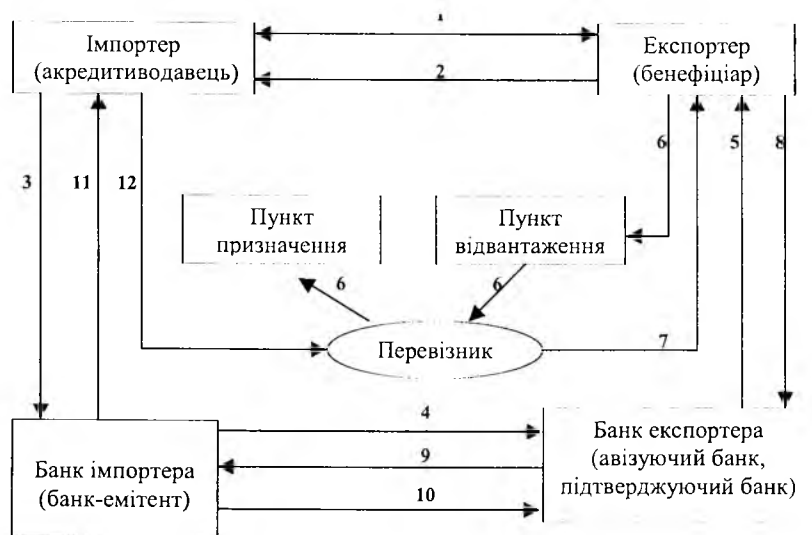 1
Імпортер
(акредитиводавець)
2
Експортер
(бенефіціар)
3
11
12
6
5
8
Пункт
призначення
Пункт
відвантаження
6
6
Перевізник
7
4
Банк імпортера
(банк-емітент)
9
10
Банк експортера
(авізуючий банк,
підтверджуючий банк)